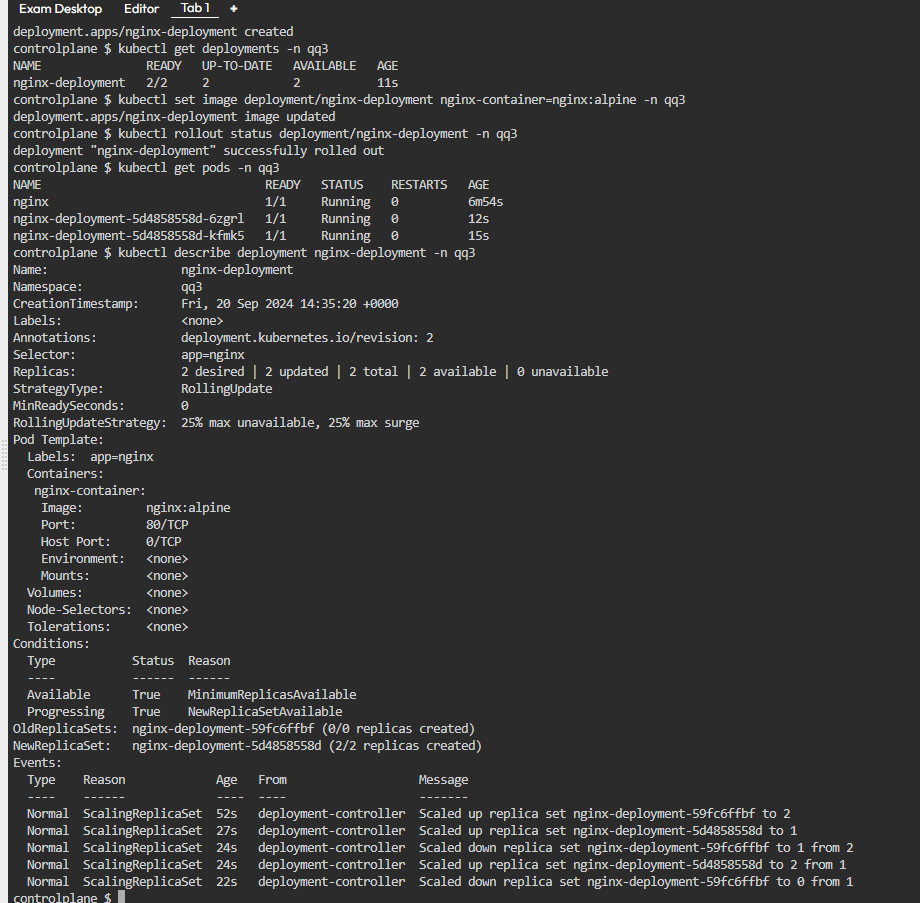 Exam Desktop Editor Tab 1 +
deployment.apps/nginx-deployment created
controlplane $ kubectl get deployments -n qq3
NAME READY UP-TO-DATE AVAILABLE AGE
nginx-deployment 2/2 2 2 11s
controlplane $ kubectl set image deployment/nginx-deployment nginx-container=nginx:alpine -n qq3
deployment.apps/nginx-deployment image updated
controlplane $ kubectl rollout status deployment/nginx-deployment -n qq3
deployment "nginx-deployment" successfully rolled out
controlplane $ kubectl get pods -n qq3
NAME READY STATUS RESTARTS AGE
nginx 1/1 Running 0 6m54s
nginx-deployment-5d4858558d-6zgrl 1/1 Running 0 12s
nginx-deployment-5d4858558d-kfmk5 1/1 Running 0 15s
controlplane $ kubectl describe deployment nginx-deployment -n qq3
Name: nginx-deployment
Namespace: qq3
CreationTimestamp: Fri, 20 Sep 2024 14:35:20 +0000
Labels: <none>
Annotations: deployment.kubernetes.io/revision: 2
Selector: app=nginx
Replicas: 2 desired | 2 updated | 2 total | 2 available | 0 unavailable
StrategyType: RollingUpdate
MinReadySeconds: 0
RollingUpdateStrategy: 25% max unavailable, 25% max surge
Pod Template:
Labels: app=nginx
Containers:
nginx-container:
Image: nginx:alpine
Port: 80/TCP
Host Port: 0/TCP
Environment: <none>
Mounts: <none>
Volumes: <none>
Node-Selectors: <none>
Tolerations: <none>
Conditions:
Type Status Reason
---- ------ ------
Available True MinimumReplicasAvailable
Progressing True NewReplicaSetAvailable
OldReplicaSets: nginx-deployment-59fc6ffbf (0/0 replicas created)
NewReplicaSet: nginx-deployment-5d4858558d (2/2 replicas created)
Events:
Type Reason Age From Message
---- ------ ---- ---- -------
Normal ScalingReplicaSet 52s deployment-controller Scaled up replica set nginx-deployment-59fc6ffbf to 2
Normal ScalingReplicaSet 27s deployment-controller Scaled up replica set nginx-deployment-5d4858558d to 1
Normal ScalingReplicaSet 24s deployment-controller Scaled down replica set nginx-deployment-59fc6ffbf to 1 from 2
Normal ScalingReplicaSet 24s deployment-controller Scaled up replica set nginx-deployment-5d4858558d to 2 from 1
Normal ScalingReplicaSet 22s deployment-controller Scaled down replica set nginx-deployment-59fc6ffbf to 0 from 1
controlplane $